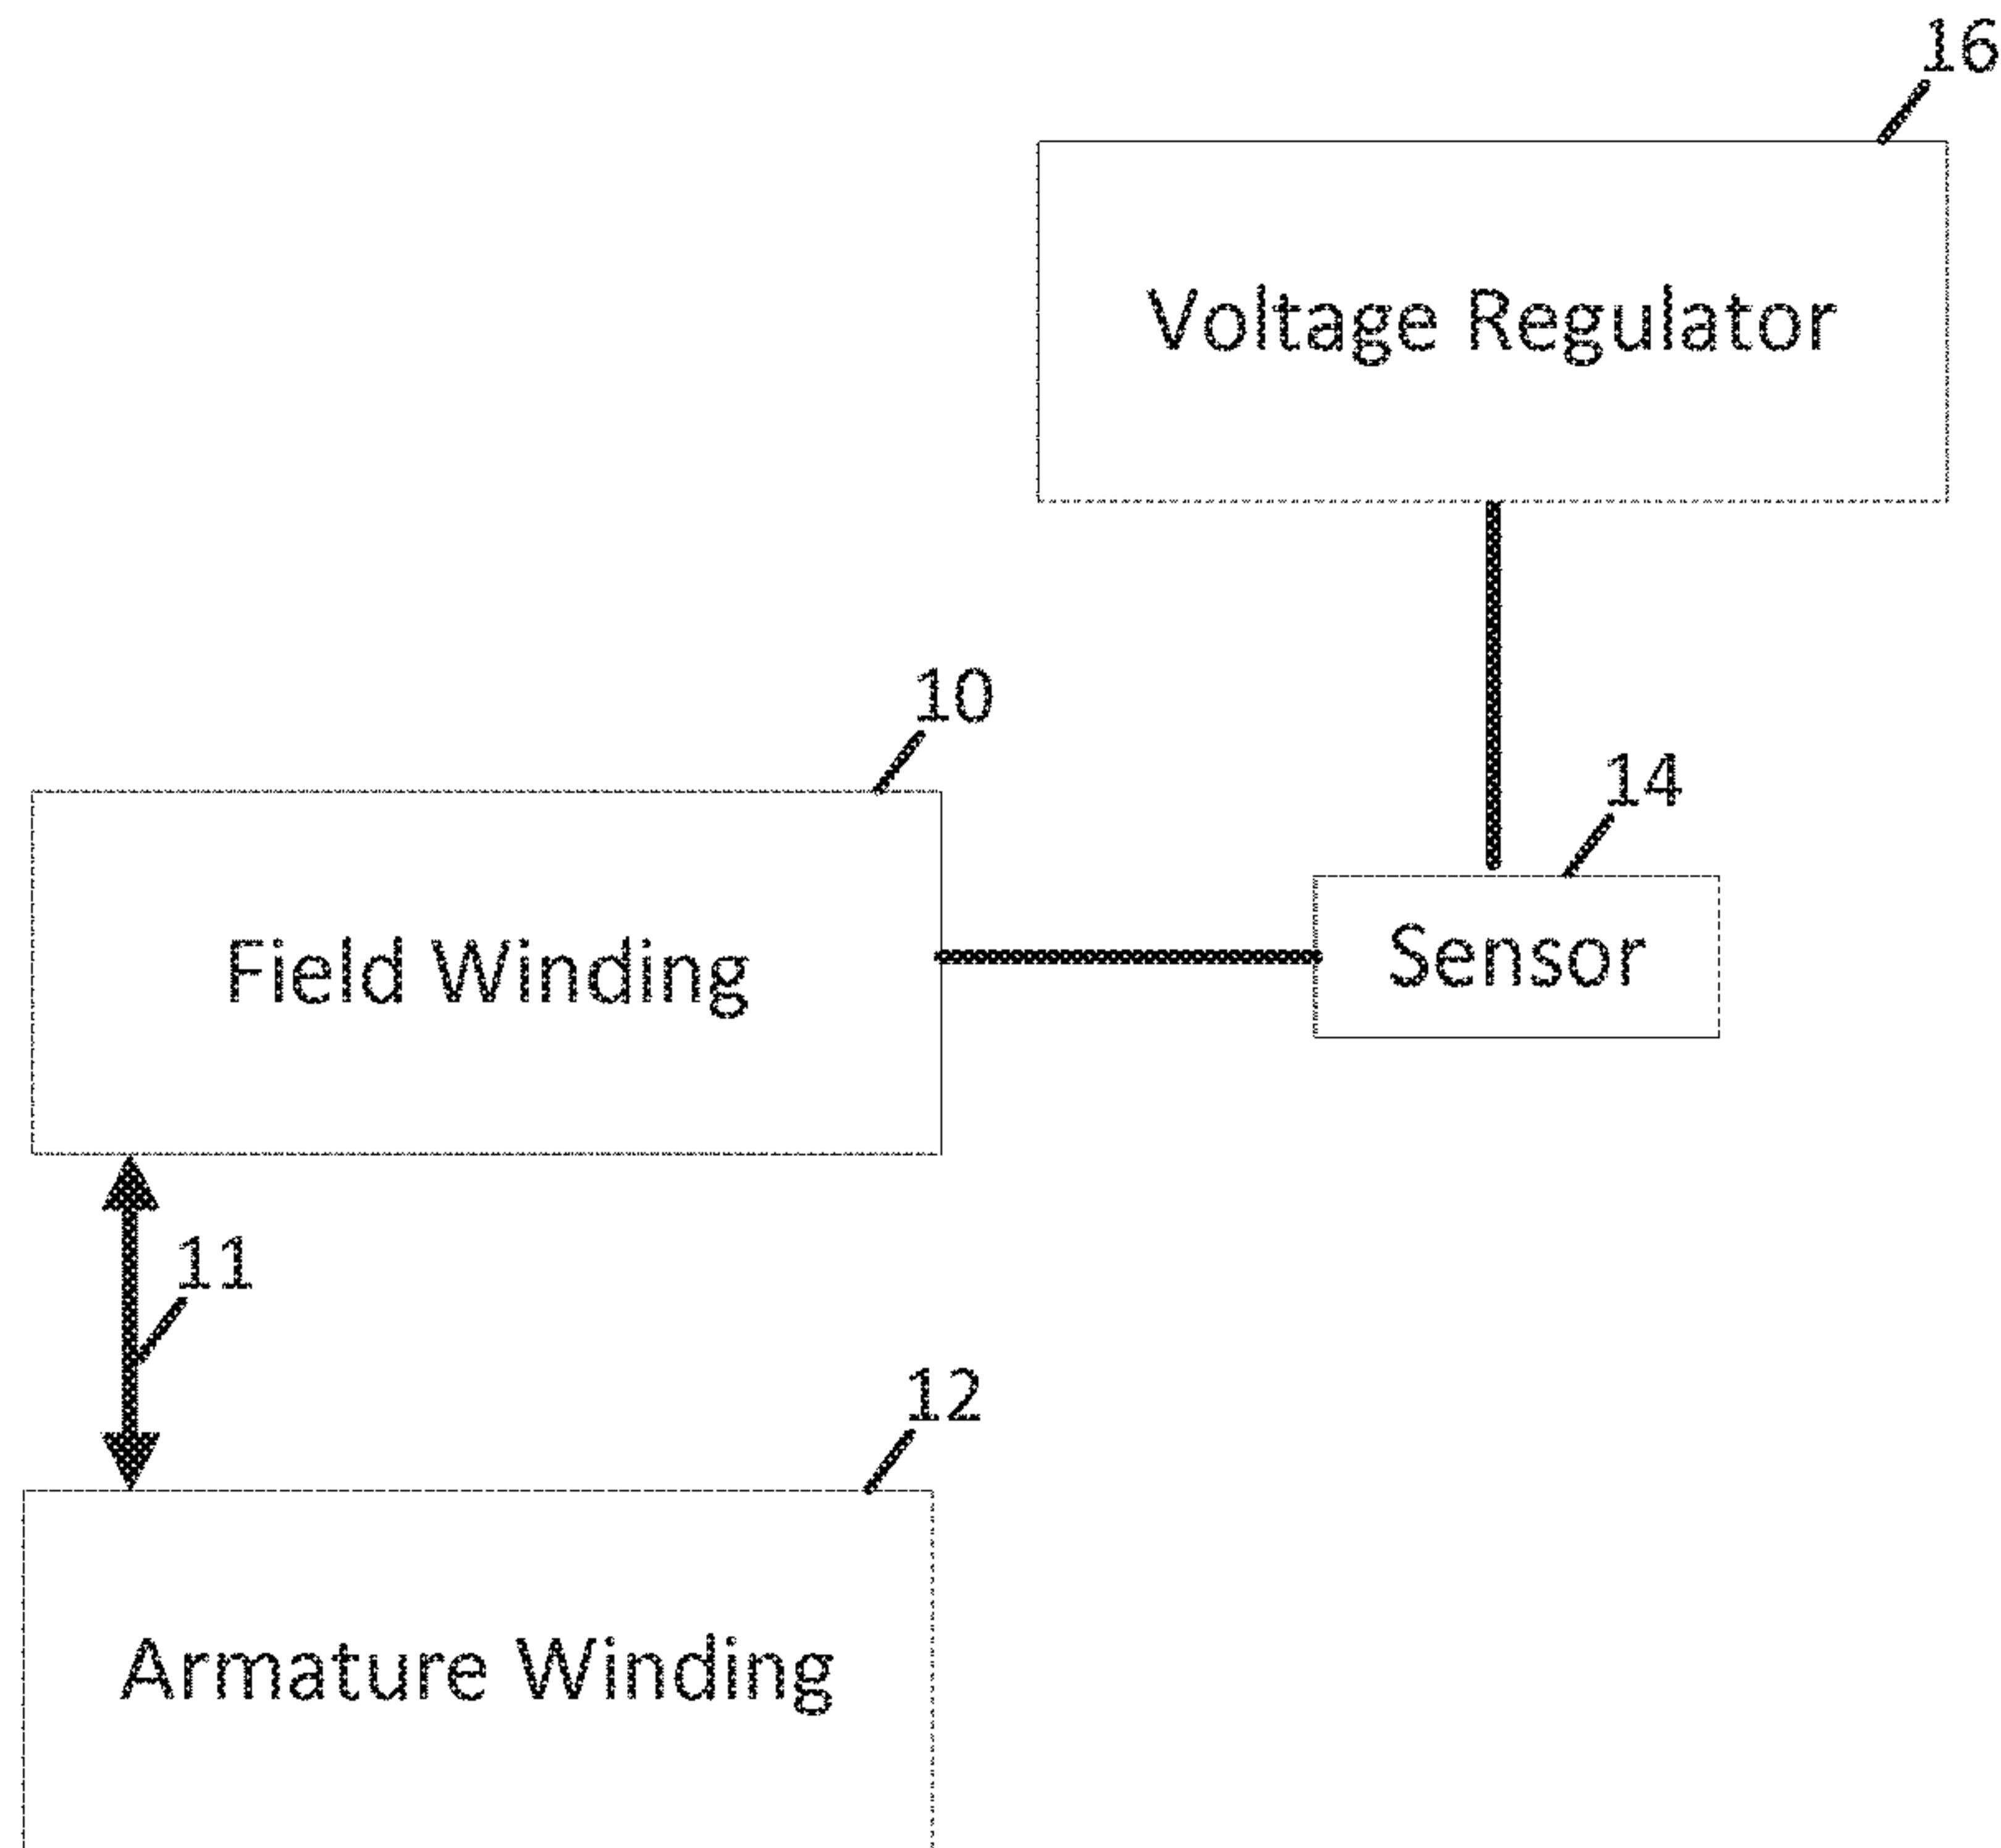 16
Voltage Regulator
10
14
Field Winding
Sensor
11
12
Armature Winding